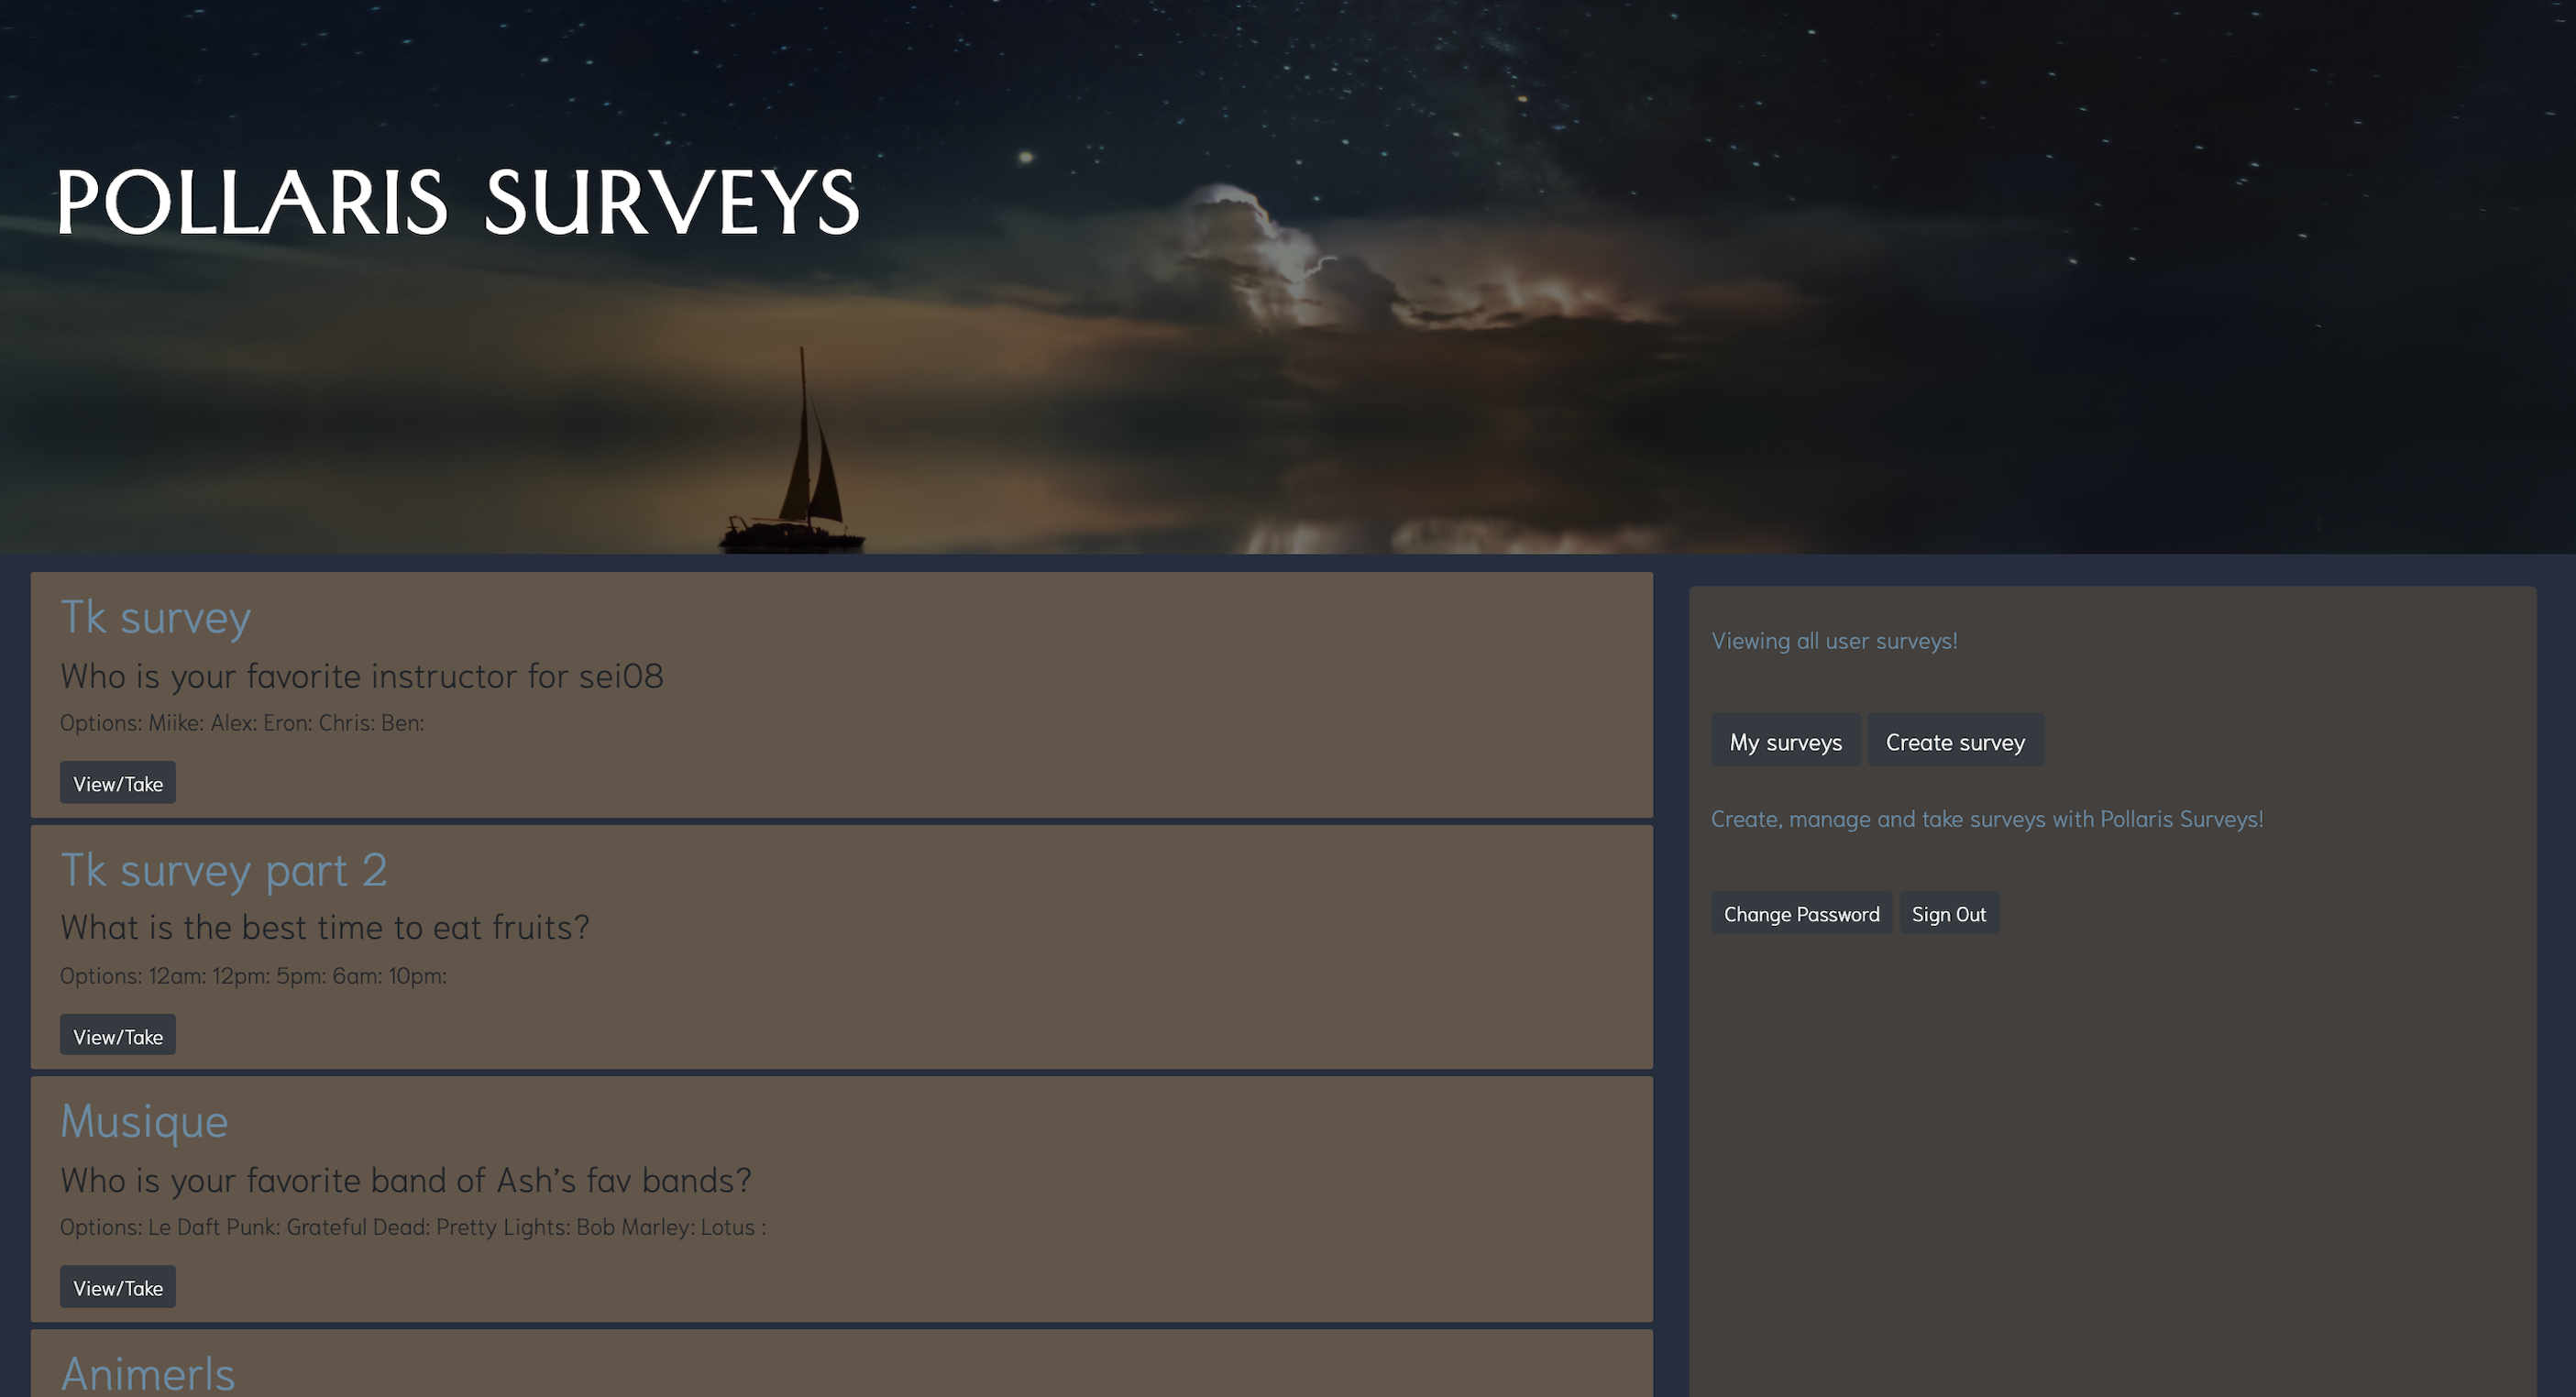 POLLARIS SURVEYS
Tk survey
Who is your favorite instructor for sei08
Options: Miike: Alex: Eron: Chris: Ben:
View/Take
Tk survey part 2
What is the best time to eat fruits?
Options: 12am: 12pm: 5pm: 6am: 10pm:
View/Take
Musique
Who is your favorite band of Ash's fav bands?
Options: Le Daft Punk: Grateful Dead: Pretty Lights: Bob Marley: Lotus :
View/Take
Animerls
Viewing all user surveys!
My surveys Create survey
Create, manage and take surveys with Pollaris Surveys!
Change Password Sign Out